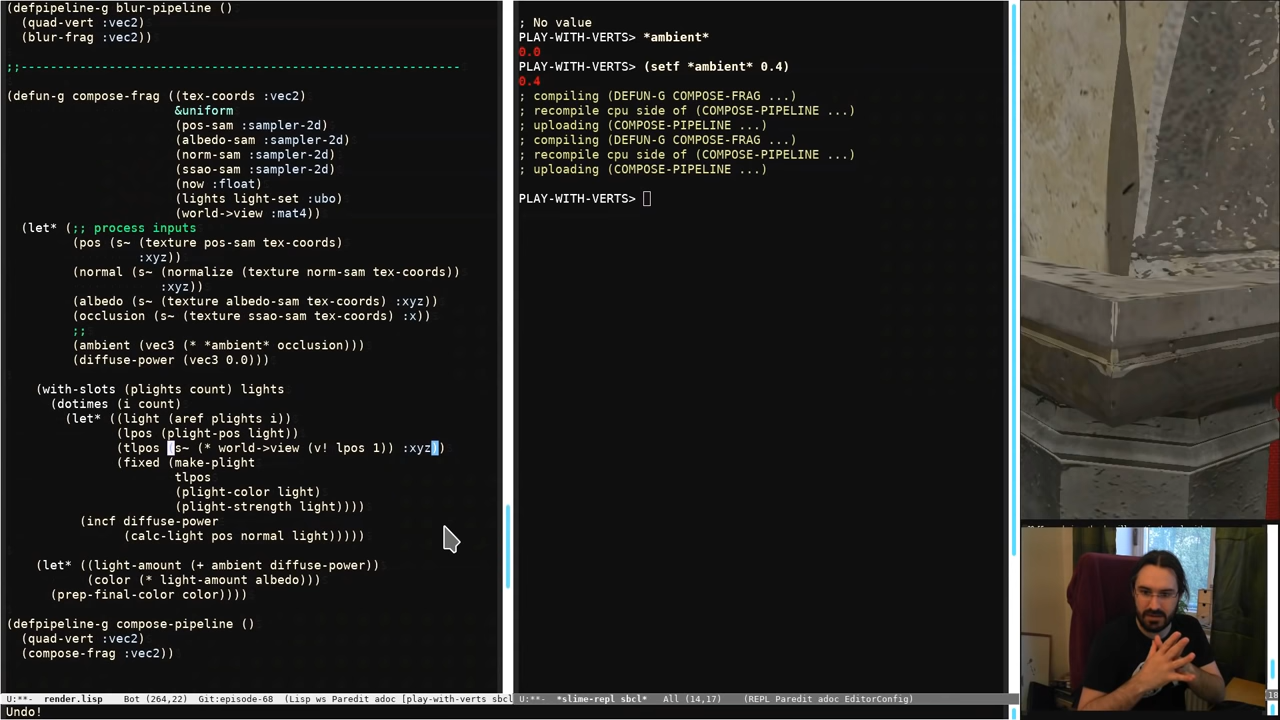 (defpipeline-g blur-pipeline ()
  (quad-vert :vec2)
  (blur-frag :vec2))
;;------------------------------------------------------------
(defun-g compose-frag ((tex-coords :vec2)
                       &uniform
                       (pos-sam :sampler-2d)
                       (albedo-sam :sampler-2d)
                       (norm-sam :sampler-2d)
                       (ssao-sam :sampler-2d)
                       (now :float)
                       (lights light-set :ubo)
                       (world->view :mat4))
  (let* (;; process inputs
         (pos (s~ (texture pos-sam tex-coords)
                  :xyz))
         (normal (s~ (normalize (texture norm-sam tex-coords))
                     :xyz))
         (albedo (s~ (texture albedo-sam tex-coords) :xyz))
         (occlusion (s~ (texture ssao-sam tex-coords) :x))
         ;;
         (ambient (vec3 (* *ambient* occlusion)))
         (diffuse-power (vec3 0.0)))
    (with-slots (plights count) lights
      (dotimes (i count)
        (let* ((light (aref plights i))
               (lpos (plight-pos light))
               (tlpos (s~ (* world->view (v! lpos 1)) :xyz))
               (fixed (make-plight
                       tlpos
                       (plight-color light)
                       (plight-strength light))))
          (incf diffuse-power
                (calc-light pos normal light)))))
    (let* ((light-amount (+ ambient diffuse-power))
           (color (* light-amount albedo)))
      (prep-final-color color))))
(defpipeline-g compose-pipeline ()
  (quad-vert :vec2)
  (compose-frag :vec2))
U:**-  render.lisp    Bot (264,22)  Git:episode-68  (Lisp ws Paredit adoc [play-with-verts sbcl
Undo!
; No value
PLAY-WITH-VERTS> *ambient*
0.0
PLAY-WITH-VERTS> (setf *ambient* 0.4)
0.4
; compiling (DEFUN-G COMPOSE-FRAG ...)
; recompile cpu side of (COMPOSE-PIPELINE ...)
; uploading (COMPOSE-PIPELINE ...)
; compiling (DEFUN-G COMPOSE-FRAG ...)
; recompile cpu side of (COMPOSE-PIPELINE ...)
; uploading (COMPOSE-PIPELINE ...)
PLAY-WITH-VERTS>
U:**-  *slime-repl sbcl*   All (14,17)    (REPL Paredit adoc EditorConfig)
18